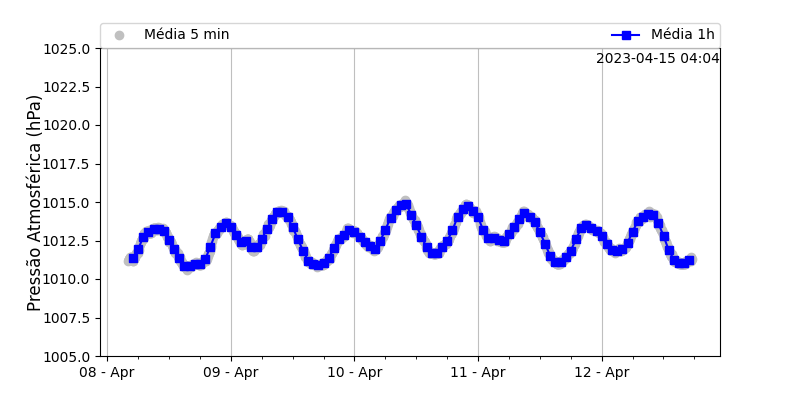 Média 5 min
Média 1h
2023-04-15 04:04
Pressão Atmosférica (hPa)
1025.0
1022.5
1020.0
1017.5
1015.0
1012.5
1010.0
1007.5
1005.0
08 - Apr
09 - Apr
10 - Apr
11 - Apr
12 - Apr